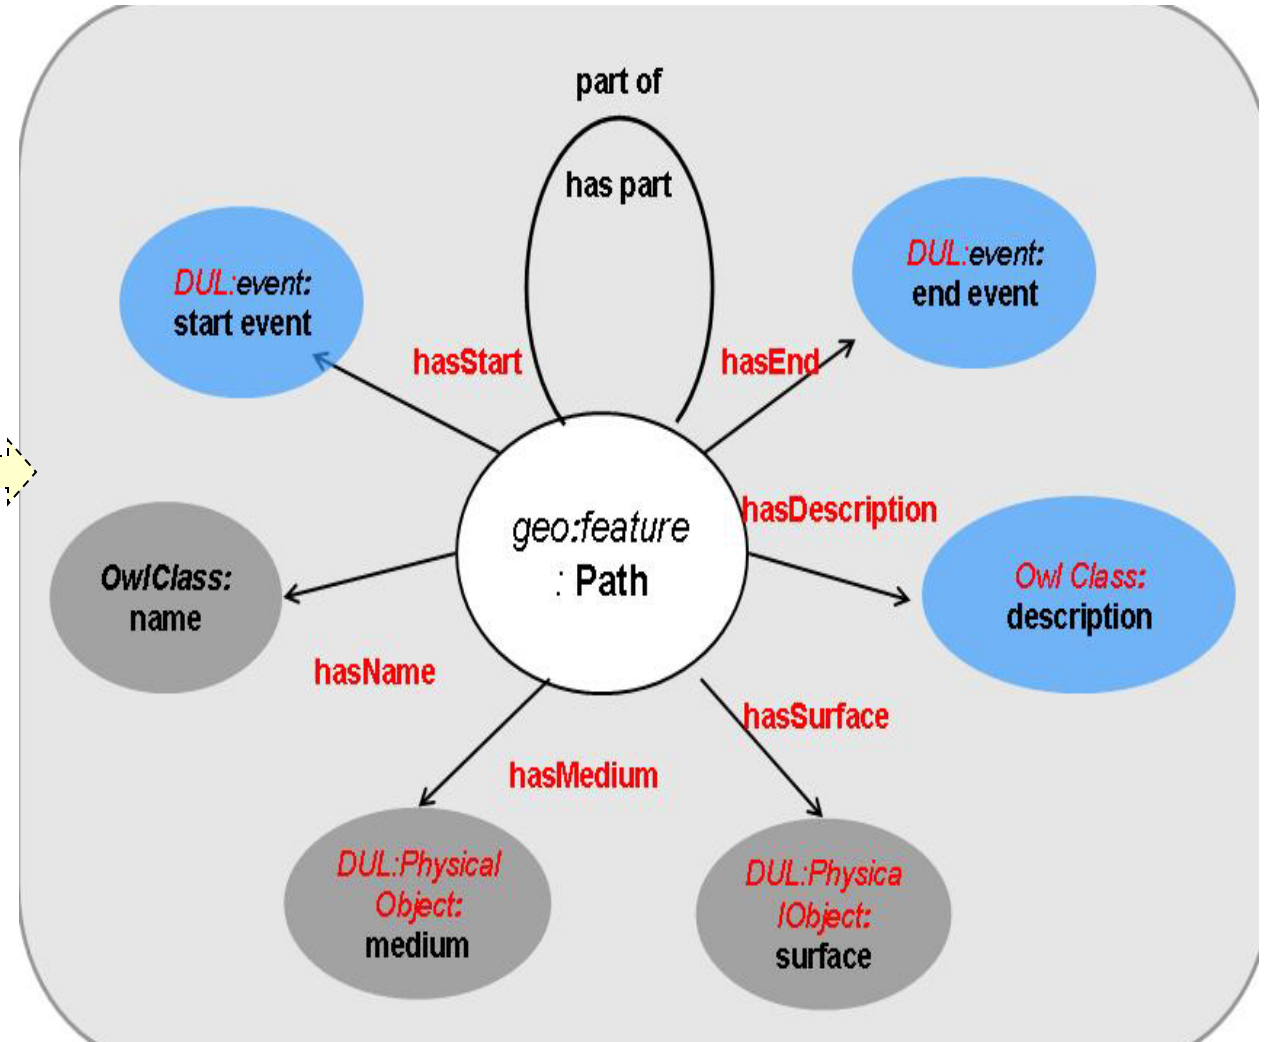 part of
has part
DUL:event:
start event
DUL:event:
end event
hasStart
hasEnd
geo:feature
: Path
hasDescription
OwlClass:
name
Owl Class:
description
hasName
hasSurface
hasMedium
DUL:Physical
Object:
medium
DUL:Physica
lObject:
surface